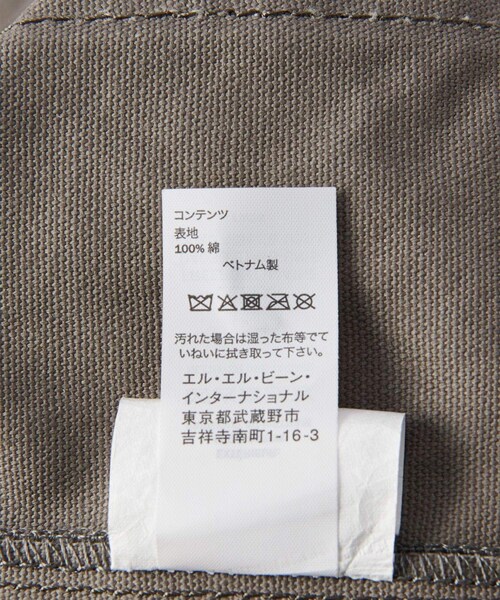 コンテンツ
表地
100% 綿
ベトナム製
汚れた場合は湿った布等でて
いねいに拭き取って下さい。
エル・エル・ビーン・
インターナショナル
東京都武蔵野市
吉祥寺南町1-16-3